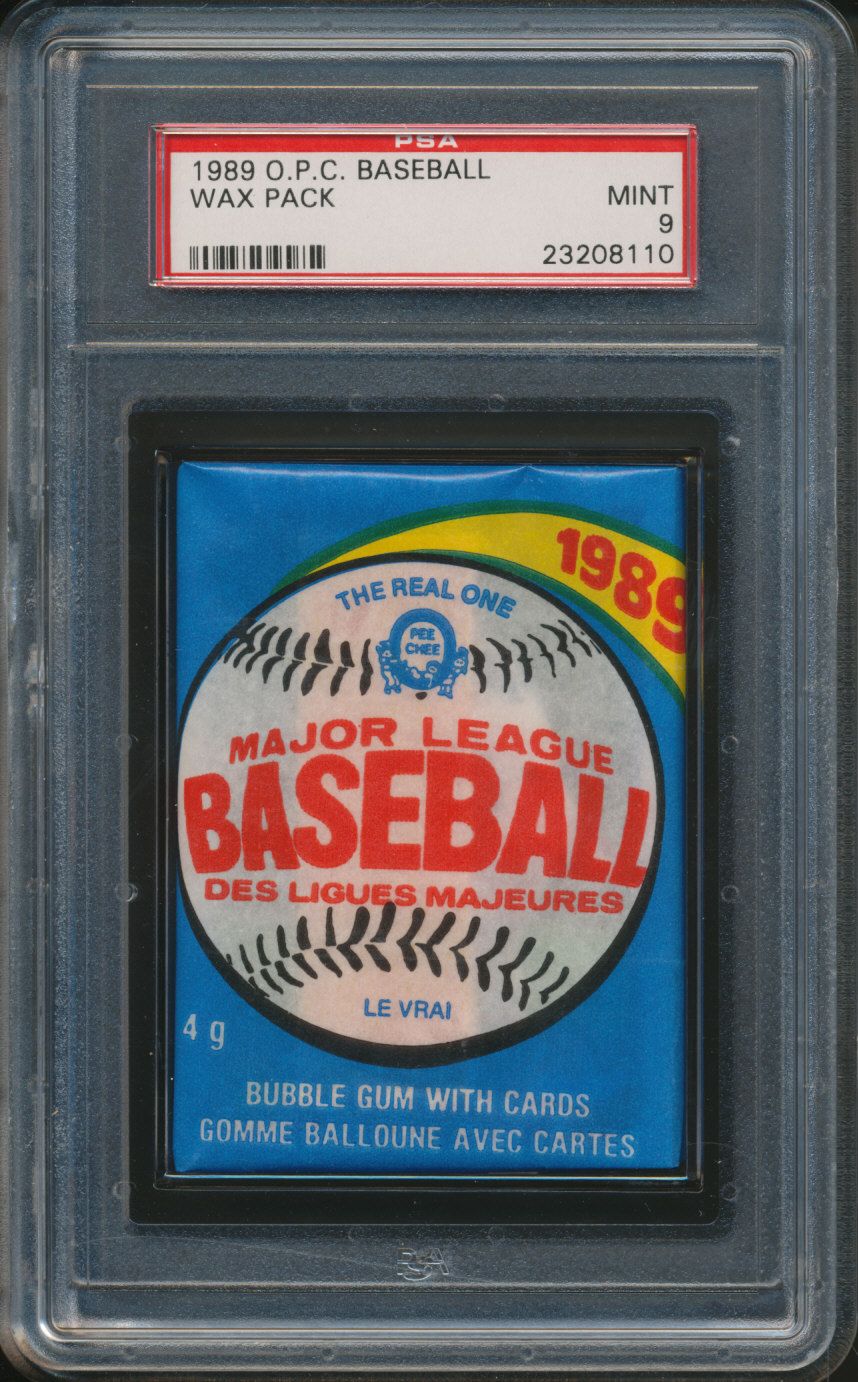 PSA
1989 O.P.C. BASEBALL
WAX PACK
MINT
9
23208110
1989
THE REAL ONE
PEE
CHEE
MAJOR LEAGUE
BASEBALL
DES LIGUES MAJEURES
LE VRAI
4 g
BUBBLE GUM WITH CARDS
GOMME BALLOUNE AVEC CARTES
PSA